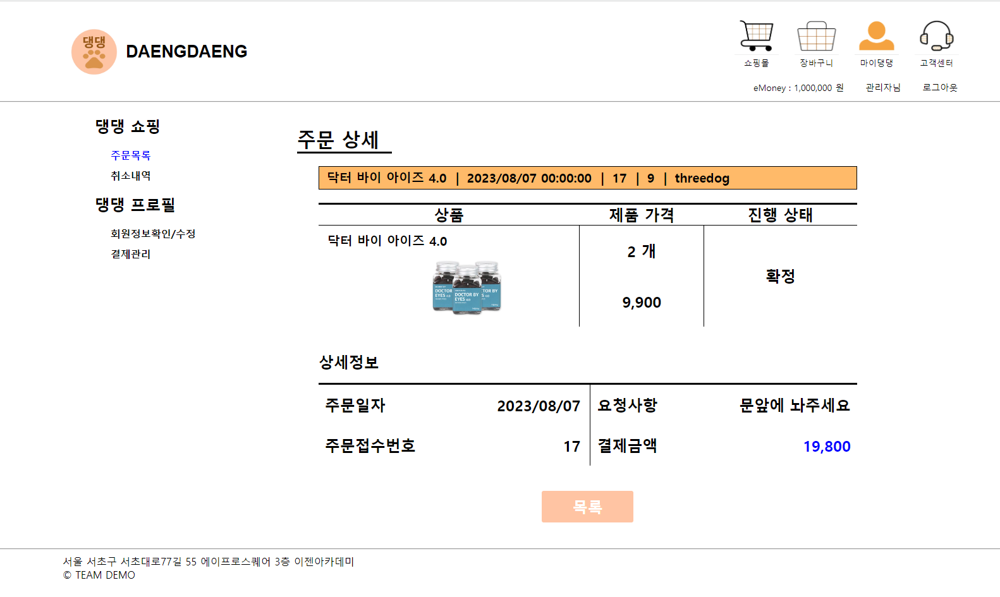 댕댕
DAENGDAENG
쇼핑몰 장바구니 마이댕댕 고객센터
eMoney : 1,000,000 원 관리자님 로그아웃
댕댕 쇼핑
주문목록
취소내역
댕댕 프로필
회원정보확인/수정
결제관리
주문 상세
닥터 바이 아이즈 4.0 | 2023/08/07 00:00:00 | 17 | 9 | threedog
상품 제품 가격 진행 상태
닥터 바이 아이즈 4.0
2 개
9,900
확정
DOCTOR
EYES 4.0
DOCTOR BY
EYES 4.0
CTOR BY
S 4.0
상세정보
주문일자 2023/08/07 요청사항 문앞에 놔주세요
주문접수번호 17 결제금액 19,800
목록
서울 서초구 서초대로77길 55 에이프로스퀘어 3층 이젠아카데미
© TEAM DEMO